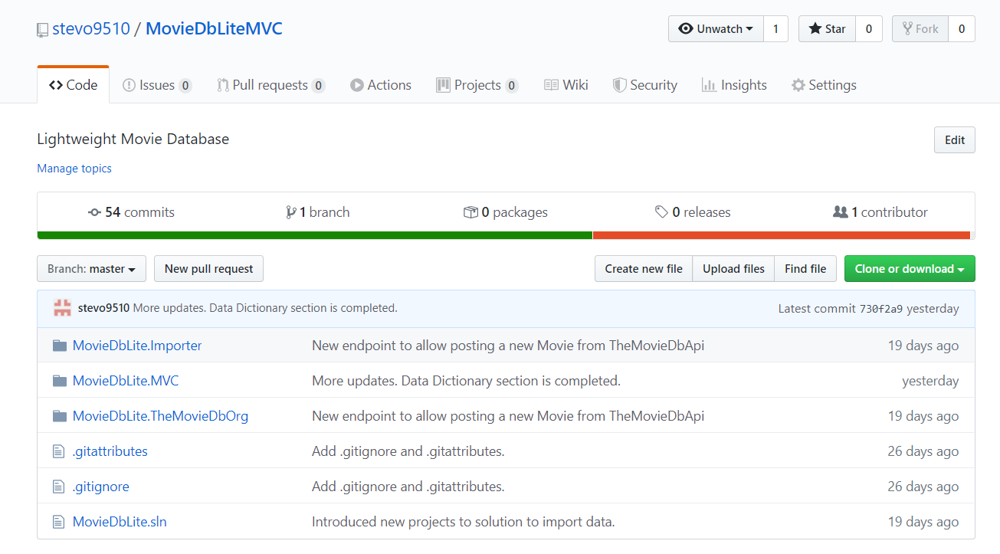 stevo9510 / MovieDbLiteMVC
Unwatch 1 Star 0 Fork 0
Code Issues 0 Pull requests 0 Actions Projects 0 Wiki Security Insights Settings
Lightweight Movie Database Edit
Manage topics
54 commits 1 branch 0 packages 0 releases 1 contributor
Branch: master New pull request Create new file Upload files Find file Clone or download
stevo9510 More updates. Data Dictionary section is completed. Latest commit 730f2a9 yesterday
MovieDbLite.Importer New endpoint to allow posting a new Movie from TheMovieDbApi 19 days ago
MovieDbLite.MVC More updates. Data Dictionary section is completed. yesterday
MovieDbLite.TheMovieDbOrg New endpoint to allow posting a new Movie from TheMovieDbApi 19 days ago
.gitattributes Add .gitignore and .gitattributes. 26 days ago
.gitignore Add .gitignore and .gitattributes. 26 days ago
MovieDbLite.sln Introduced new projects to solution to import data. 19 days ago